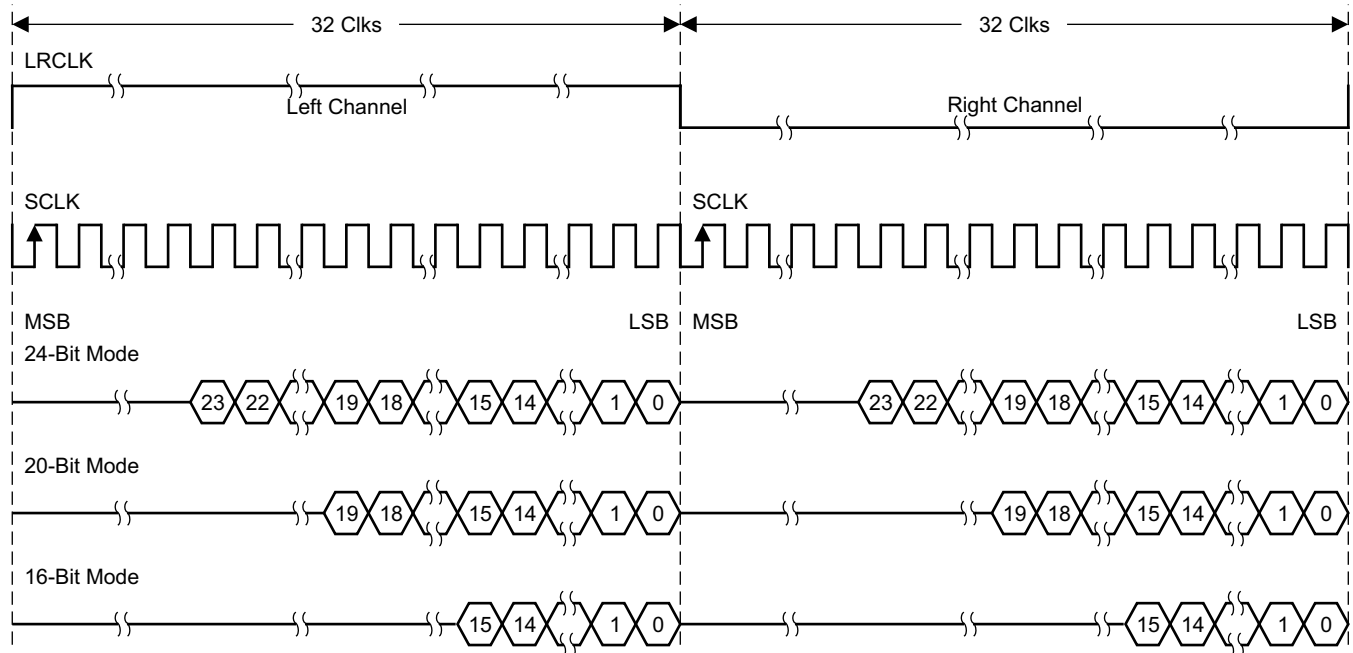 32 Clks 32 Clks
LRCLK
Left Channel Right Channel
SCLK SCLK
MSB LSB MSB LSB
24-Bit Mode
23 22 19 18 15 14 1 0 23 22 19 18 15 14 1 0
20-Bit Mode
19 18 15 14 1 0 19 18 15 14 1 0
16-Bit Mode
15 14 1 0 15 14 1 0